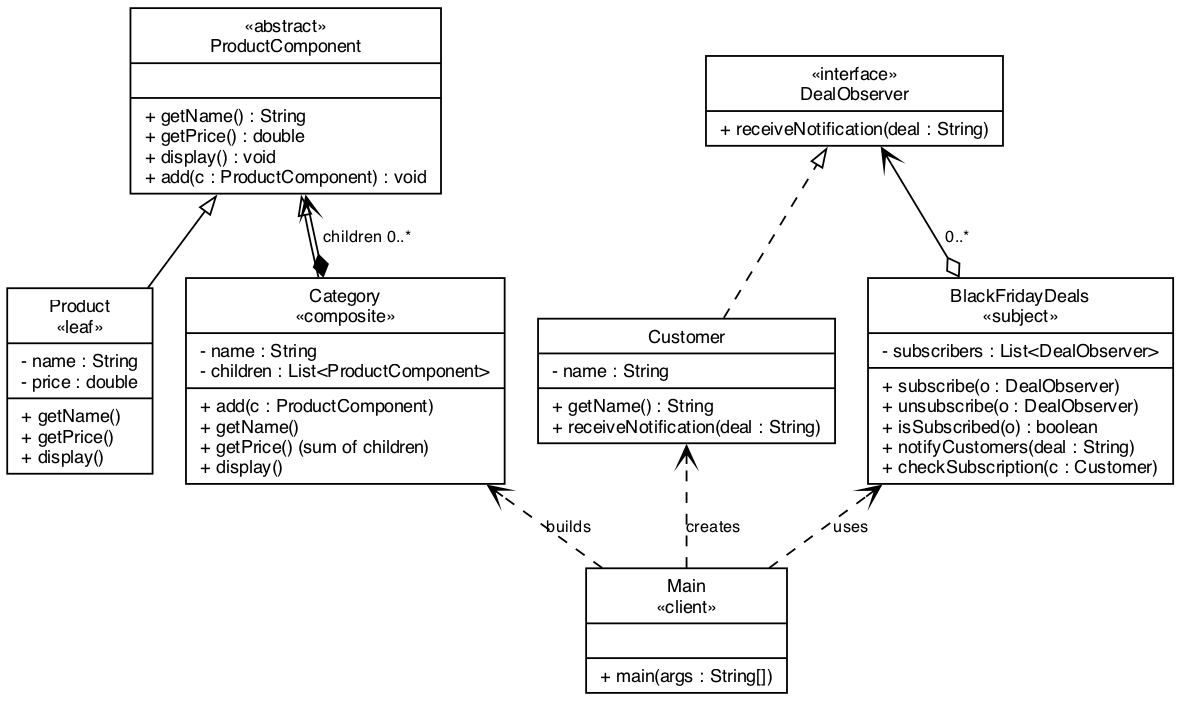 «abstract»
ProductComponent
+ getName() : String
+ getPrice() : double
+ display() : void
+ add(c : ProductComponent) : void
«interface»
DealObserver
+ receiveNotification(deal : String)
children 0..*
0..*
Product
«leaf»
- name : String
- price : double
+ getName()
+ getPrice()
+ display()
Category
«composite»
- name : String
- children : List<ProductComponent>
+ add(c : ProductComponent)
+ getName()
+ getPrice() (sum of children)
+ display()
Customer
- name : String
+ getName() : String
+ receiveNotification(deal : String)
BlackFridayDeals
«subject»
- subscribers : List<DealObserver>
+ subscribe(o : DealObserver)
+ unsubscribe(o : DealObserver)
+ isSubscribed(o) : boolean
+ notifyCustomers(deal : String)
+ checkSubscription(c : Customer)
builds
creates
uses
Main
«client»
+ main(args : String[])